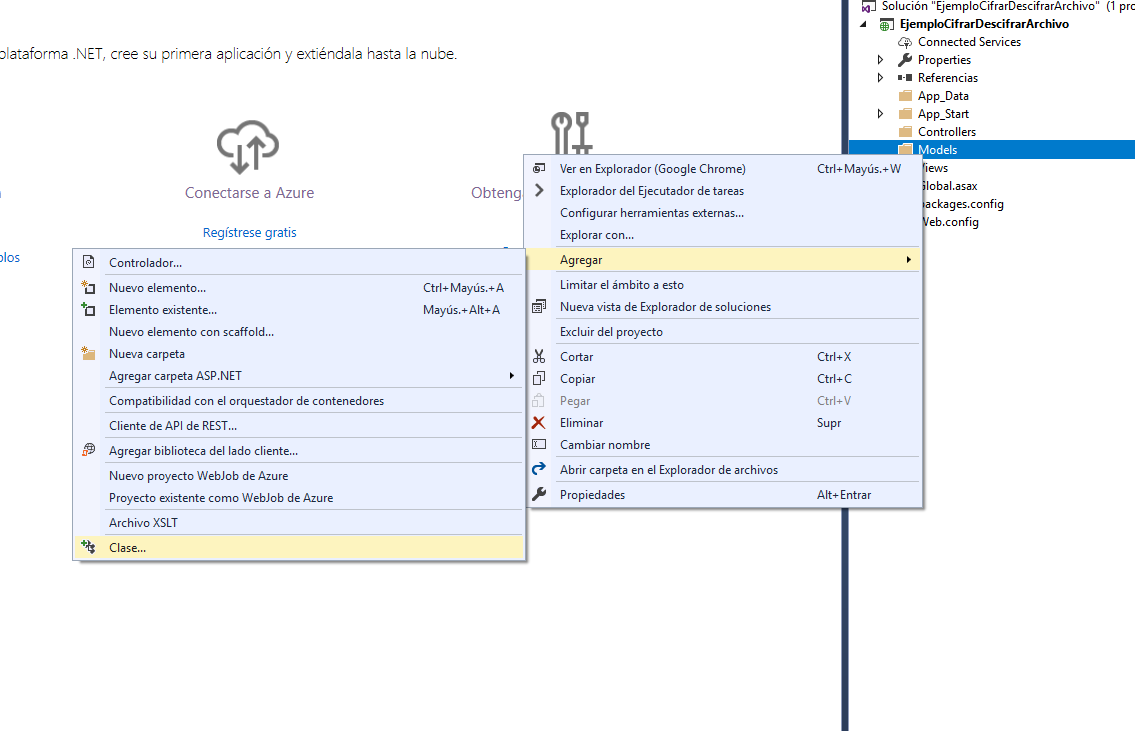 Solución "EjemploCifrarDescifrarArchivo" (1 pro
EjemploCifrarDescifrarArchivo
Connected Services
Properties
Referencias
App_Data
App_Start
Controllers
Models
Views
Global.asax
packages.config
Web.config
plataforma .NET, cree su primera aplicación y extiéndala hasta la nube.
Conectarse a Azure
Obteng
Regístrese gratis
Ver en Explorador (Google Chrome) Ctrl+Mayús.+W
Explorador del Ejecutador de tareas
Configurar herramientas externas...
Explorar con...
Agregar
Limitar el ámbito a esto
Nueva vista de Explorador de soluciones
Excluir del proyecto
Cortar Ctrl+X
Copiar Ctrl+C
Pegar Ctrl+V
Eliminar Supr
Cambiar nombre
Abrir carpeta en el Explorador de archivos
Propiedades Alt+Entrar
Controlador...
Nuevo elemento... Ctrl+Mayús.+A
Elemento existente... Mayús.+Alt+A
Nuevo elemento con scaffold...
Nueva carpeta
Agregar carpeta ASP.NET
Compatibilidad con el orquestador de contenedores
Cliente de API de REST...
Agregar biblioteca del lado cliente...
Nuevo proyecto WebJob de Azure
Proyecto existente como WebJob de Azure
Archivo XSLT
Clase...